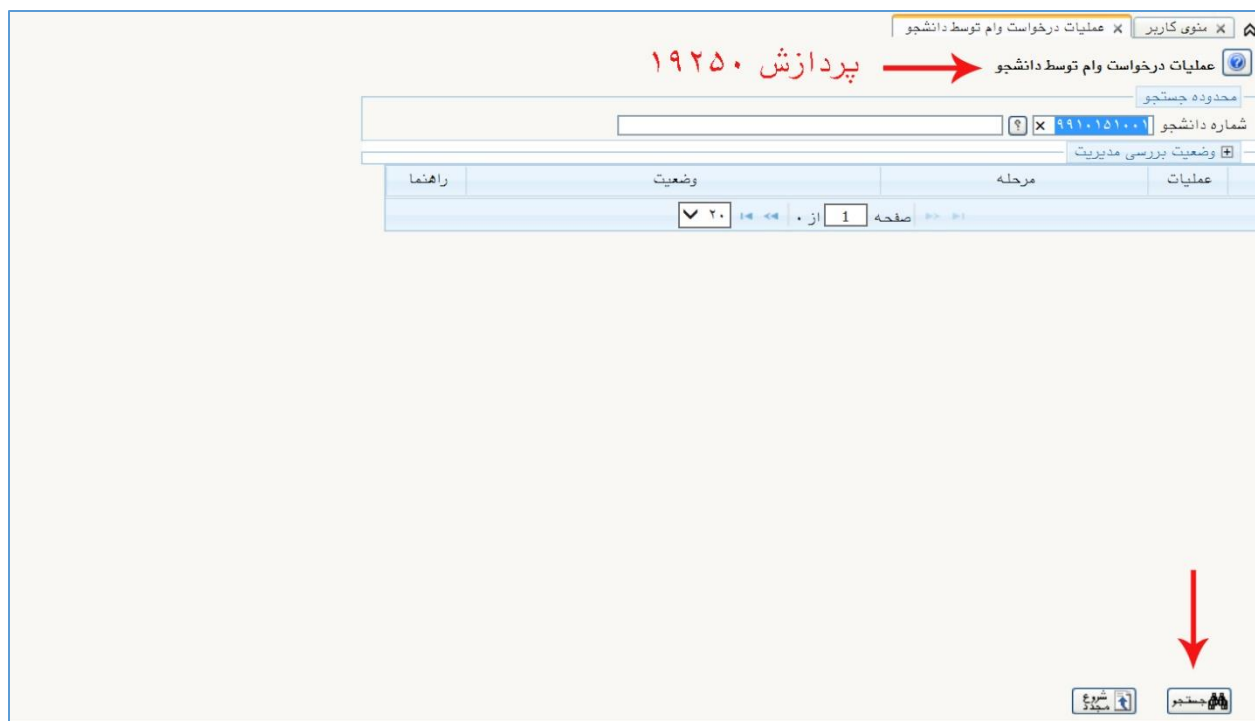 منوی کاربر عملیات درخواست وام توسط دانشجو
عملیات درخواست وام توسط دانشجو پردازش ۱۹۲۵۰
محدوده جستجو
شماره دانشجو ۹۹۱۰۱۵۱۰۰۱ ؟
وضعیت بررسی مدیریت
عملیات مرحله وضعیت راهنما
صفحه 1 از ۰ ۲۰
جستجو شروع مجدد